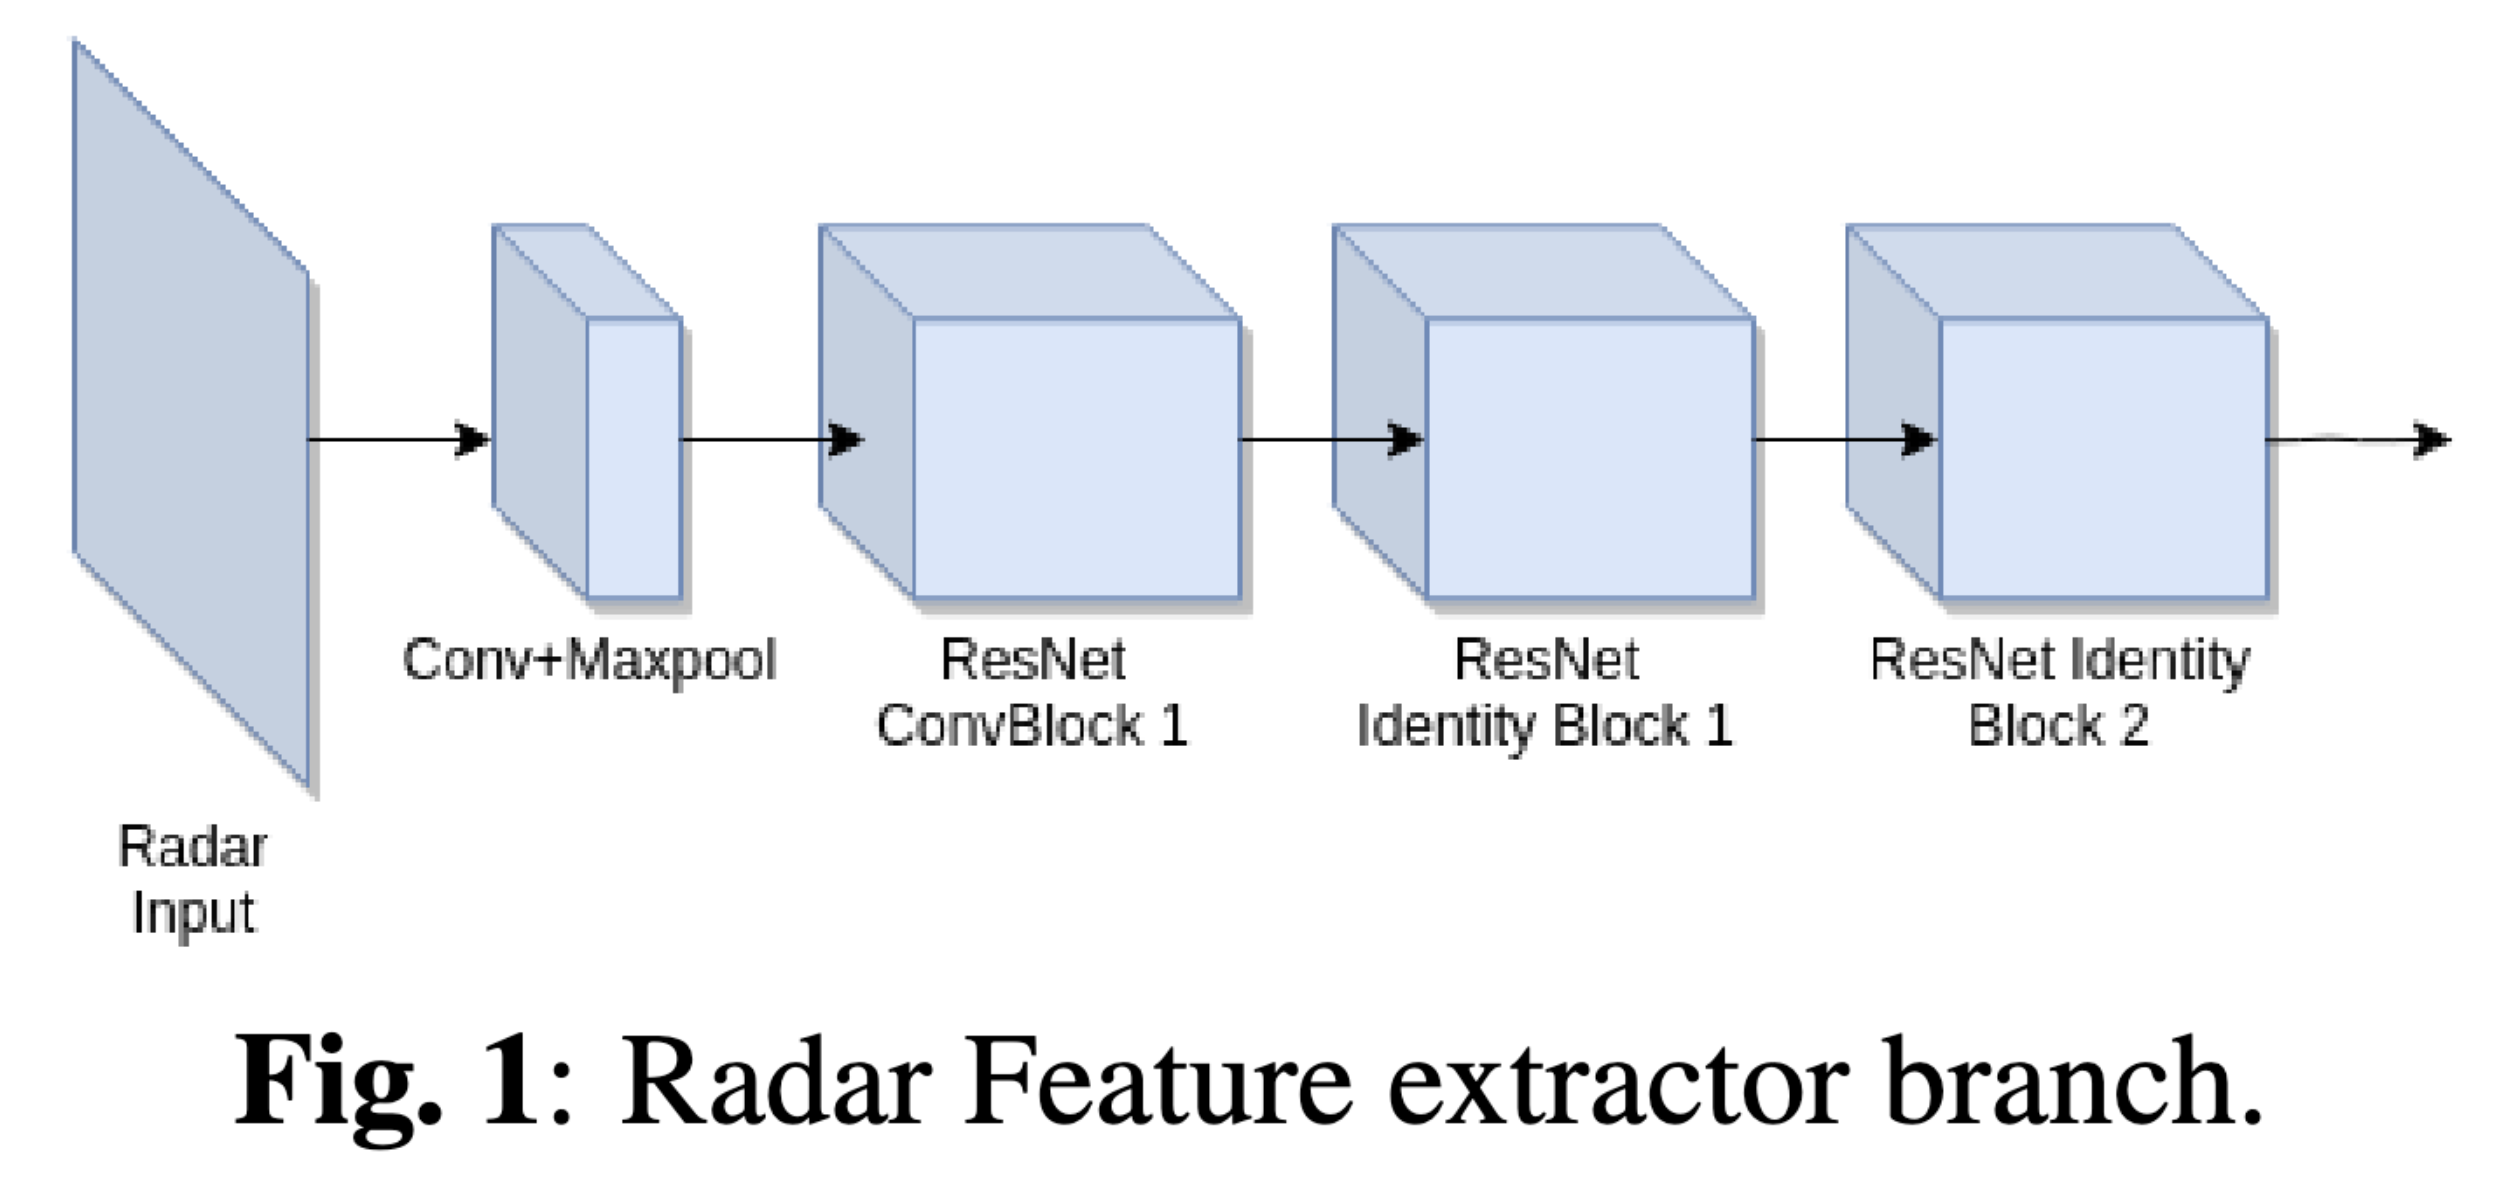 Conv+Maxpool
ResNet
ConvBlock 1
ResNet
Identity Block 1
ResNet Identity
Block 2
Radar
Input
Fig. 1: Radar Feature extractor branch.